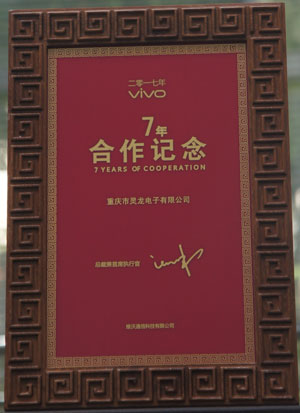 二零一七年
vivo
7年
合作记念
7 YEARS OF COOPERATION
重庆市灵龙电子有限公司
总裁兼首席执行官
维沃通信科技有限公司